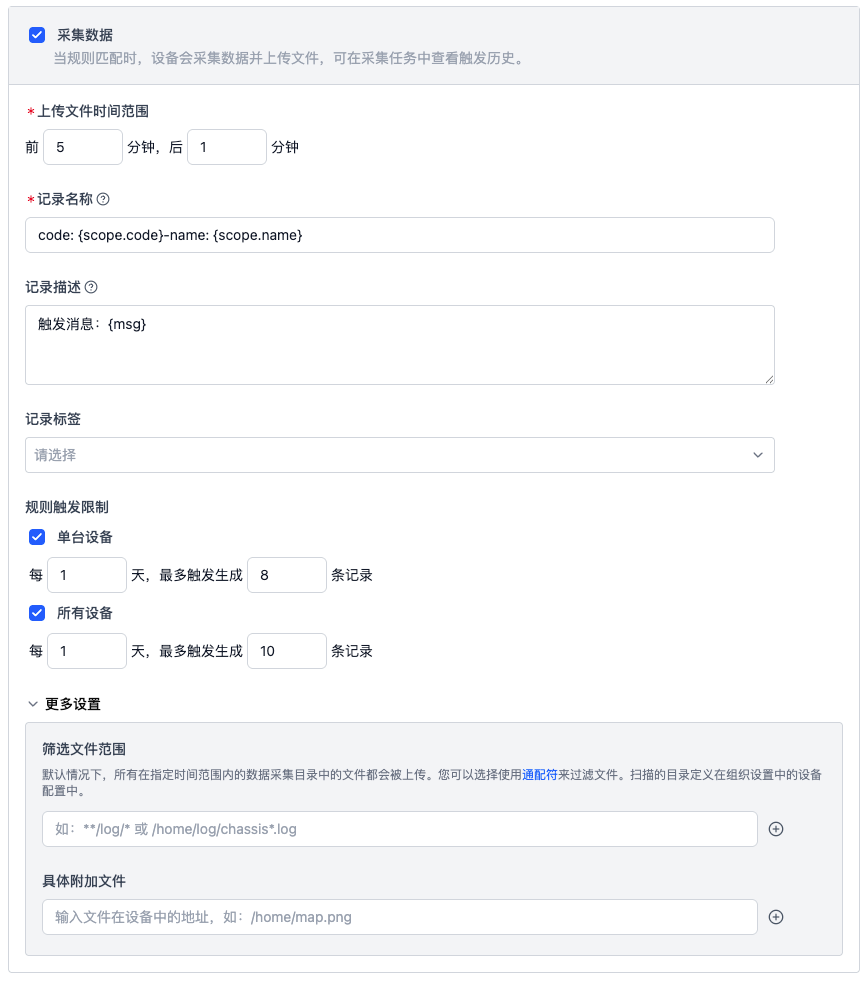 采集数据
当规则匹配时，设备会采集数据并上传文件，可在采集任务中查看触发历史。
*上传文件时间范围
前 5 分钟，后 1 分钟
*记录名称
code: {scope.code}-name: {scope.name}
记录描述
触发消息：{msg}
记录标签
请选择
规则触发限制
单台设备
每 1 天，最多触发生成 8 条记录
所有设备
每 1 天，最多触发生成 10 条记录
更多设置
筛选文件范围
默认情况下，所有在指定时间范围内的数据采集目录中的文件都会被上传。您可以选择使用通配符来过滤文件。扫描的目录定义在组织设置中的设备
配置中。
如：**/log/* 或 /home/log/chassis*.log
具体附加文件
输入文件在设备中的地址，如：/home/map.png